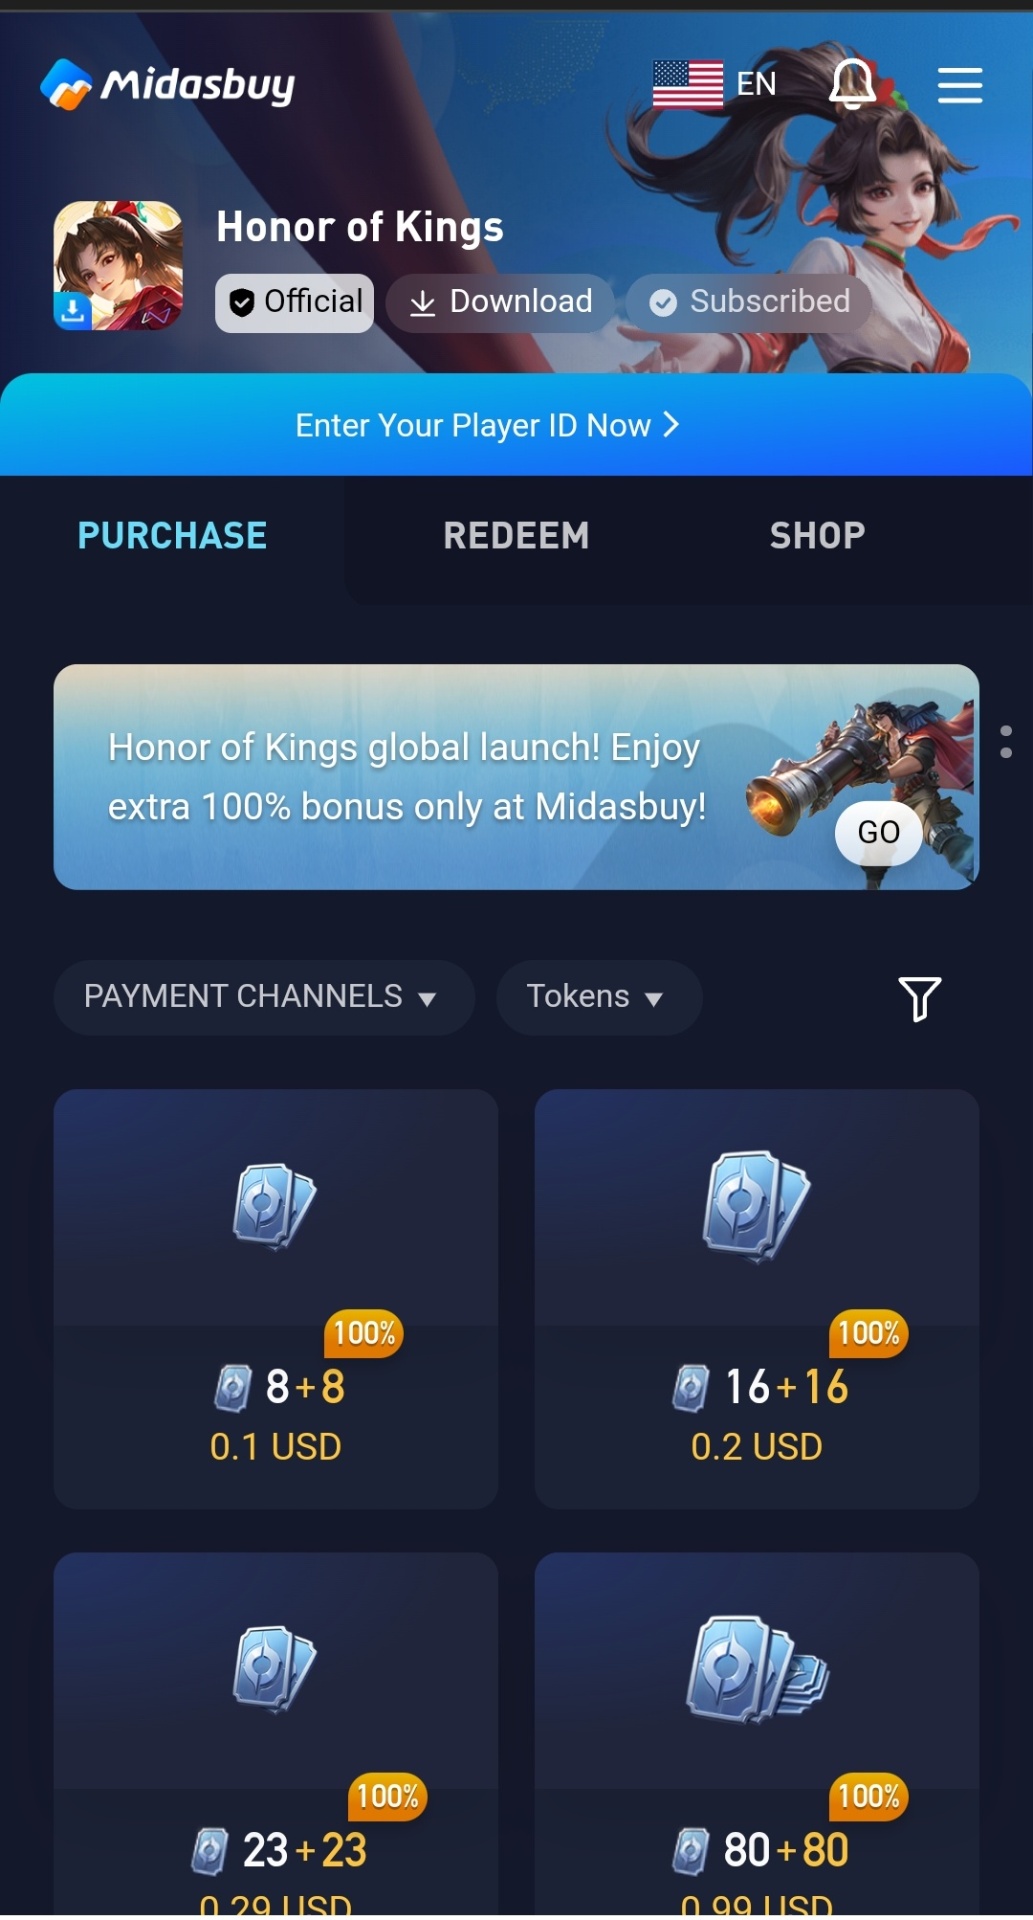 Midasbuy
EN
Honor of Kings
Official
Download
Subscribed
Enter Your Player ID Now
PURCHASE
REDEEM
SHOP
Honor of Kings global launch! Enjoy
extra 100% bonus only at Midasbuy!
GO
PAYMENT CHANNELS
Tokens
100%
8+8
0.1 USD
100%
16+16
0.2 USD
100%
23+23
0.29 USD
100%
80+80
0.99 USD